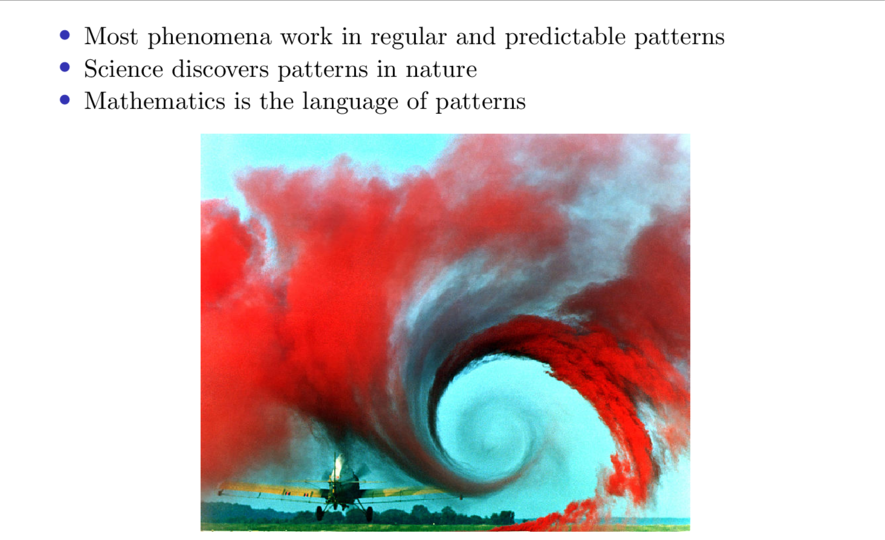 • Most phenomena work in regular and predictable patterns
• Science discovers patterns in nature
• Mathematics is the language of patterns